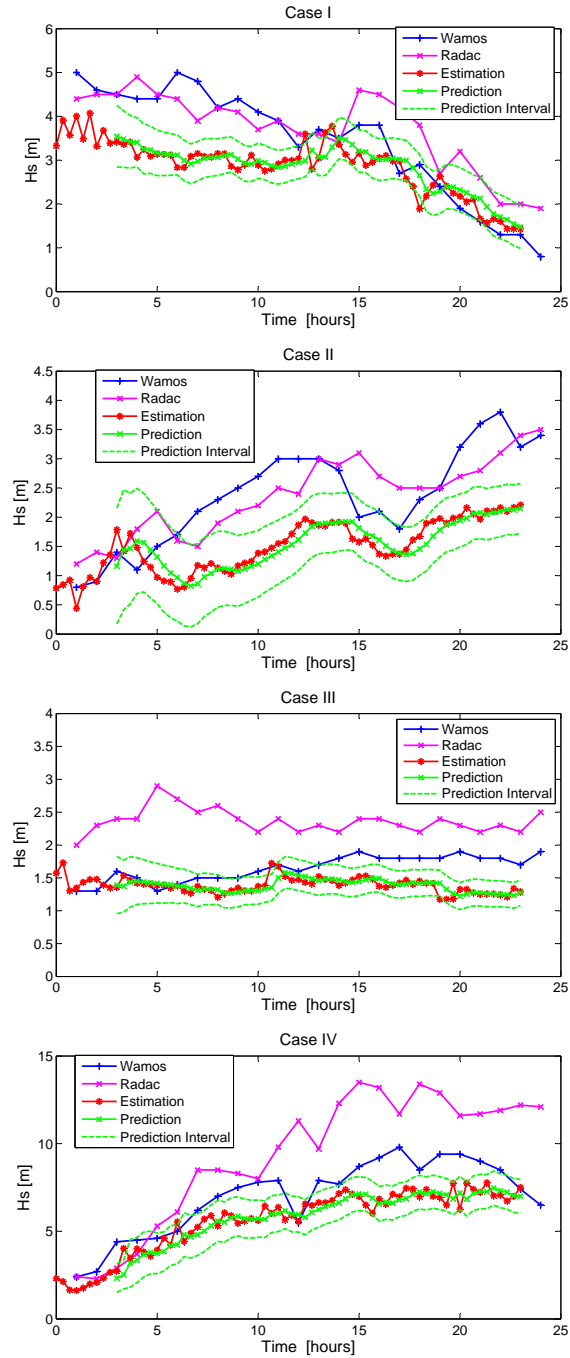 Case I
6
5
4
3
2
1
0
Hs [m]
Wamos
Radac
Estimation
Prediction
Prediction Interval
0 5 10 15 20 25
Time [hours]
Case II
4.5
4
3.5
3
2.5
2
1.5
1
0.5
0
Hs [m]
Wamos
Radac
Estimation
Prediction
Prediction Interval
0 5 10 15 20 25
Time [hours]
Case III
4
3.5
3
2.5
2
1.5
1
0.5
0
Hs [m]
Wamos
Radac
Estimation
Prediction
Prediction Interval
0 5 10 15 20 25
Time [hours]
Case IV
15
10
5
0
Hs [m]
Wamos
Radac
Estimation
Prediction
Prediction Interval
0 5 10 15 20 25
Time [hours]